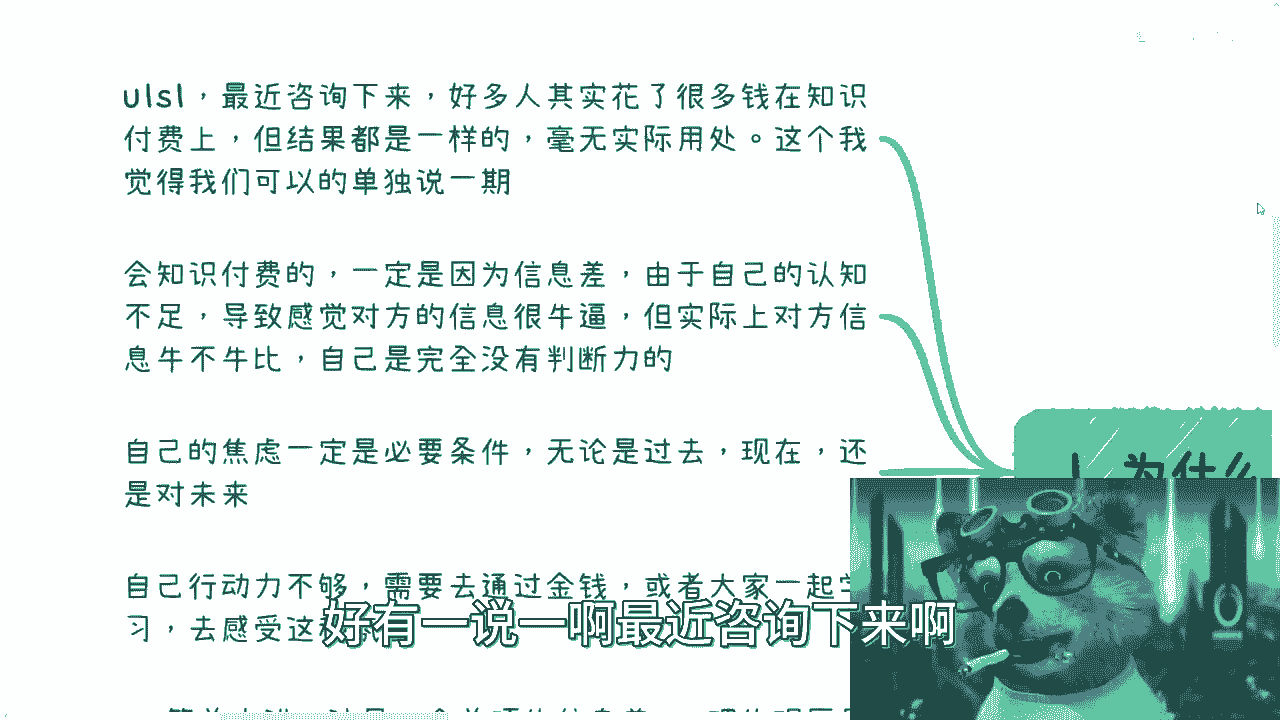 ulsl，最近咨询下来，好多人其实花了很多钱在知识
付费上，但结果都是一样的，毫无实际用处。这个我
觉得我们可以的单独说一期
会知识付费的，一定是因为信息差，由于自己的认知
不足，导致感觉对方的信息很牛逼，但实际上对方信
息牛不牛比，自己是完全没有判断力的
自己的焦虑一定是必要条件，无论是过去，现在，还
是对未来
自己行动力不够，需要去通过金钱，或者大家一起学
习，去感受这
为什么
好有一说一啊最近咨询下来啊